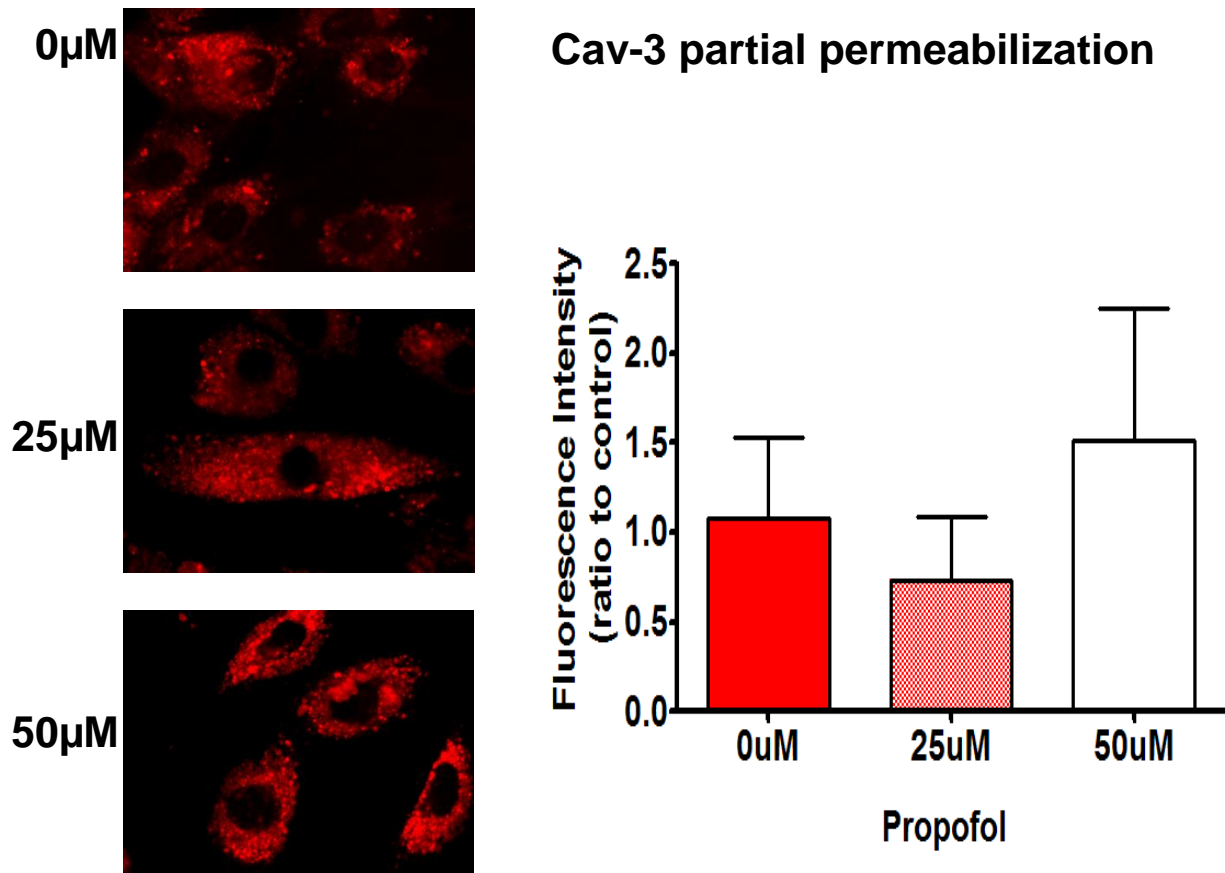 0µM
25µM
50µM
Cav-3 partial permeabilization
Fluorescence Intensity
(ratio to control)
2.5
2.0
1.5
1.0
0.5
0.0
0uM 25uM 50uM
Propofol